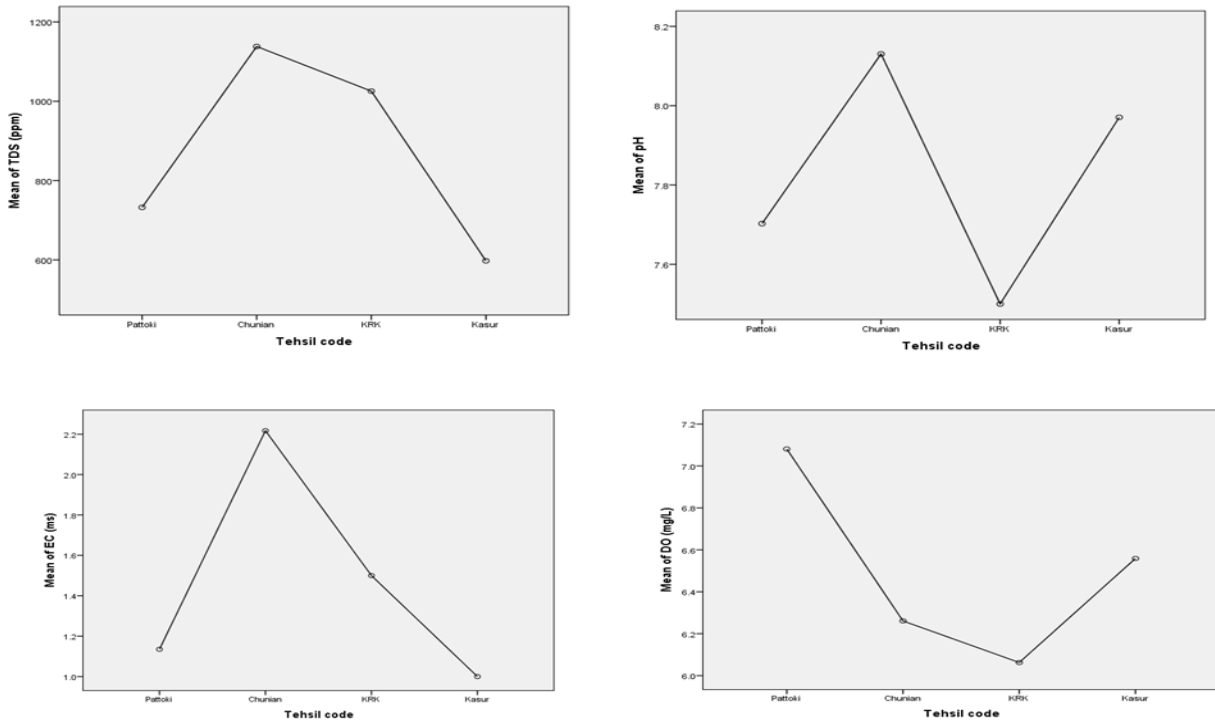 1200
1000
800
600
Mean of TDS (ppm)
Pattoki
Chunian
KRK
Kasur
Tehsil code
8.2
8.0
7.8
7.6
Mean of pH
Pattoki
Chunian
KRK
Kasur
Tehsil code
2.2
2.0
1.8
1.6
1.4
1.2
1.0
Mean of EC (ms)
Pattoki
Chunian
KRK
Kasur
Tehsil code
7.2
7.0
6.8
6.6
6.4
6.2
6.0
Mean of DO (mg/L)
Pattoki
Chunian
KRK
Kasur
Tehsil code